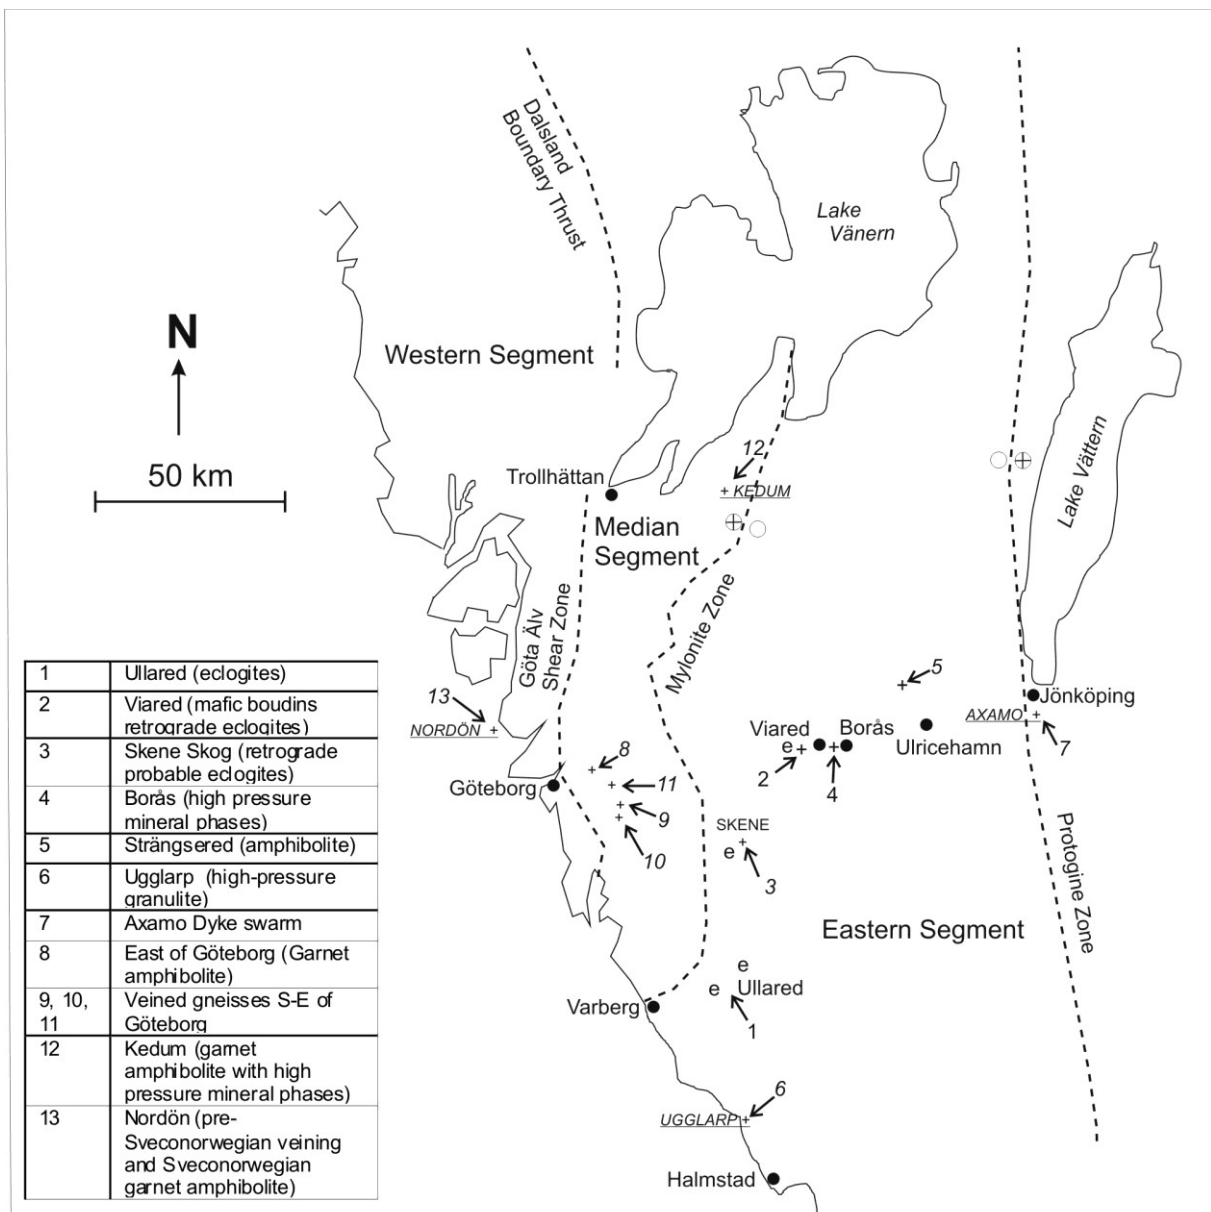 Dalsland
Boundary Thrust
Lake
Vänern
N
Western Segment
50 km
12
Trollhättan
KEDUM
Lake Vättern
Median
Segment
Göta Älv
Shear Zone
Mylonite Zone
13
NORDÖN
5
Jönköping
AXAMO
7
Viared
e
Borås
Ulricehamn
2
4
8
Göteborg
11
9
10
SKENE
e
3
Protogine Zone
Eastern Segment
e
e
Ullared
Varberg
1
6
UGGLARP
Halmstad
1 Ullared (eclogites)
2 Viared (mafic boudins
retrograde eclogites)
3 Skene Skog (retrograde
probable eclogites)
4 Borås (high pressure
mineral phases)
5 Strängsered (amphibolite)
6 Ugglarp (high-pressure
granulite)
7 Axamo Dyke swarm
8 East of Göteborg (Garnet
amphibolite)
9, 10, Veined gneisses S-E of
11 Göteborg
12 Kedum (garnet
amphibolite with high
pressure mineral phases)
13 Nordön (pre-
Sveconorwegian veining
and Sveconorwegian
garnet amphibolite)